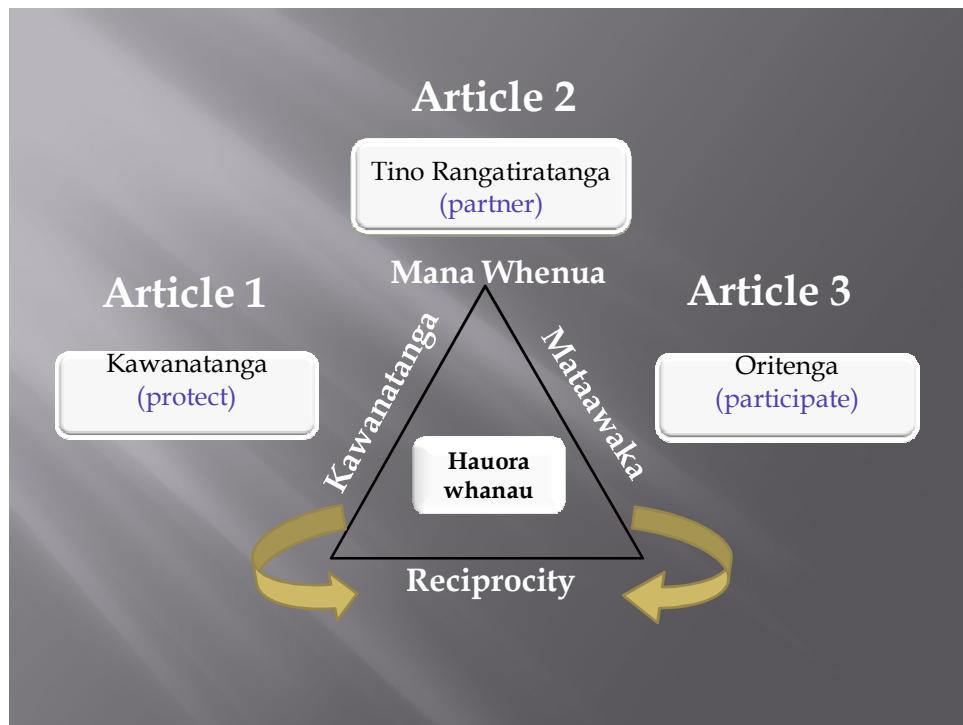 Article 2
Tino Rangatiratanga
(partner)
Mana Whenua
Article 1
Kawanatanga
(protect)
Article 3
Oritenga
(participate)
Kawanatanga
Mataawaka
Hauora
whanau
Reciprocity